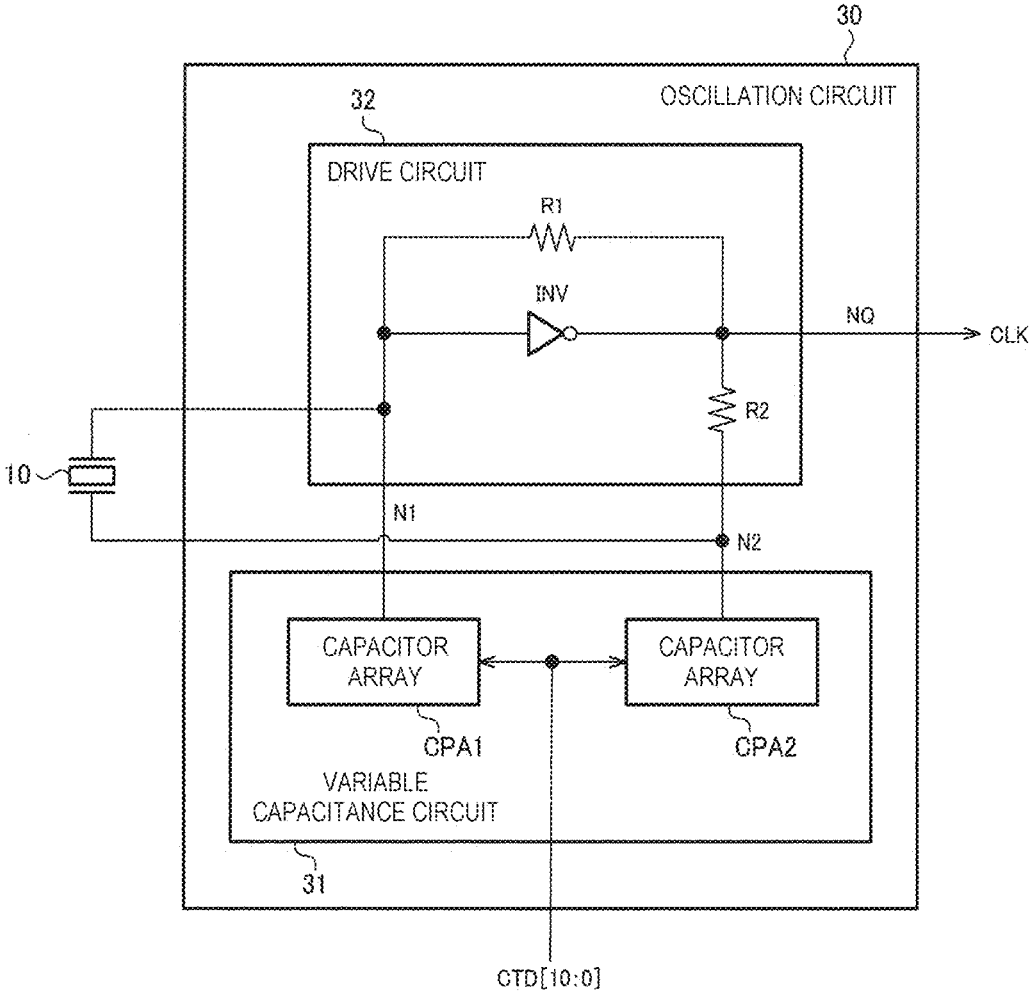 30
OSCILLATION CIRCUIT
32
DRIVE CIRCUIT
R1
INV
NQ
CLK
R2
10
N1
N2
CAPACITOR
ARRAY
CAPACITOR
ARRAY
CPA1
CPA2
VARIABLE
CAPACITANCE CIRCUIT
31
CTD[10:0]